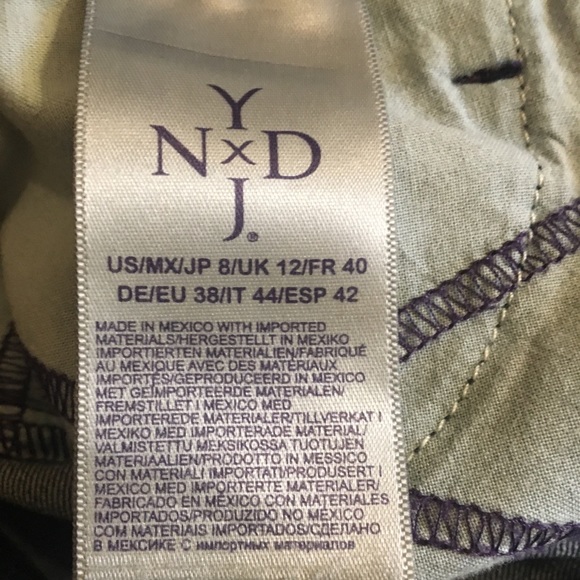 Y
N×D
J®
US/MX/JP 8/UK 12/FR 40
DE/EU 38/IT 44/ESP 42
MADE IN MEXICO WITH IMPORTED
MATERIALS/HERGESTELLT IN MEXIKO
IMPORTIERTEN MATERIALIEN/FABRIQUÉ
AU MEXIQUE AVEC DES MATÉRIAUX
IMPORTÉS/GEPRODUCEERD IN MEXICO
MET GEÏMPORTEERDE MATERIALEN/
FREMSTILLET I MEXICO MED
IMPORTEREDE MATERIALER/TILLVERKAT I
MEXIKO MED IMPORTERADE MATERIAL/
VALMISTETTU MEKSIKOSSA TUOTUJEN
MATERIAALIEN/PRODOTTO IN MESSICO
CON MATERIALI IMPORTATI/PRODUSERT I
MEXICO MED IMPORTERTE MATERIALER/
FABRICADO EN MÉXICO CON MATERIALES
IMPORTADOS/PRODUZIDO NO MÉXICO
COM MATERIAIS IMPORTADOS/СДЕЛАНО
В МЕКСИКЕ С импортных материалов